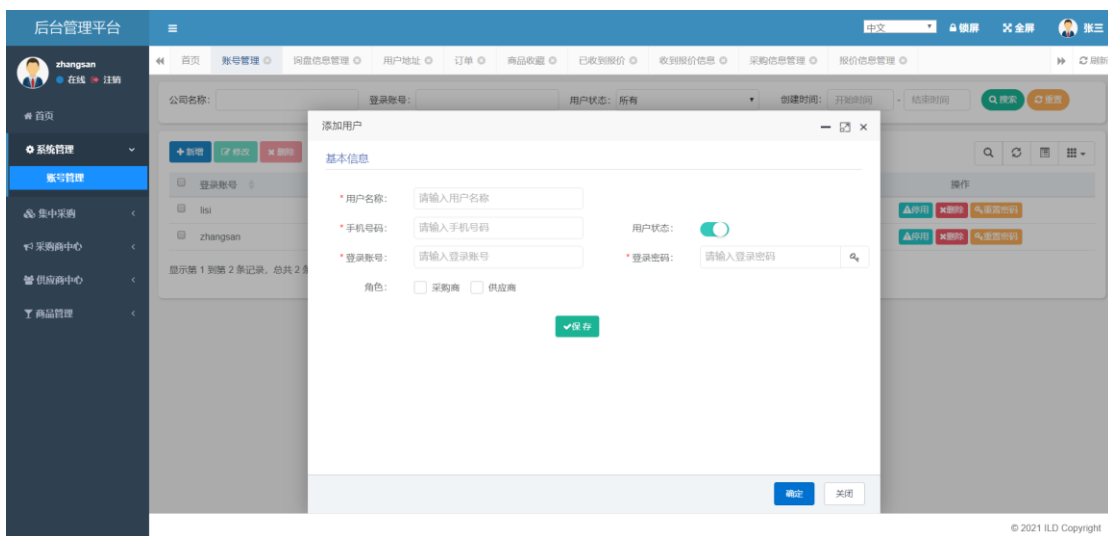 后台管理平台
中文
锁屏
全屏
张三
zhangsan
在线 注销
首页 账号管理 询盘信息管理 用户地址 订单 商品收藏 已收到报价 收到报价信息 采购信息管理 报价信息管理 刷新
首页
系统管理
账号管理
集中采购
采购商中心
供应商中心
商品管理
公司名称: 登录账号: 用户状态: 所有 创建时间: 开始时间 - 结束时间 搜索 重置
新增 修改 删除
登录账号 操作
lisi 停用 删除 重置密码
zhangsan 停用 删除 重置密码
显示第 1 到第 2 条记录，总共 2
添加用户
基本信息
* 用户名称: 请输入用户名称
* 手机号码: 请输入手机号码 用户状态:
* 登录账号: 请输入登录账号 * 登录密码: 请输入登录密码
角色: 采购商 供应商
保存
确定 关闭
© 2021 ILD Copyright